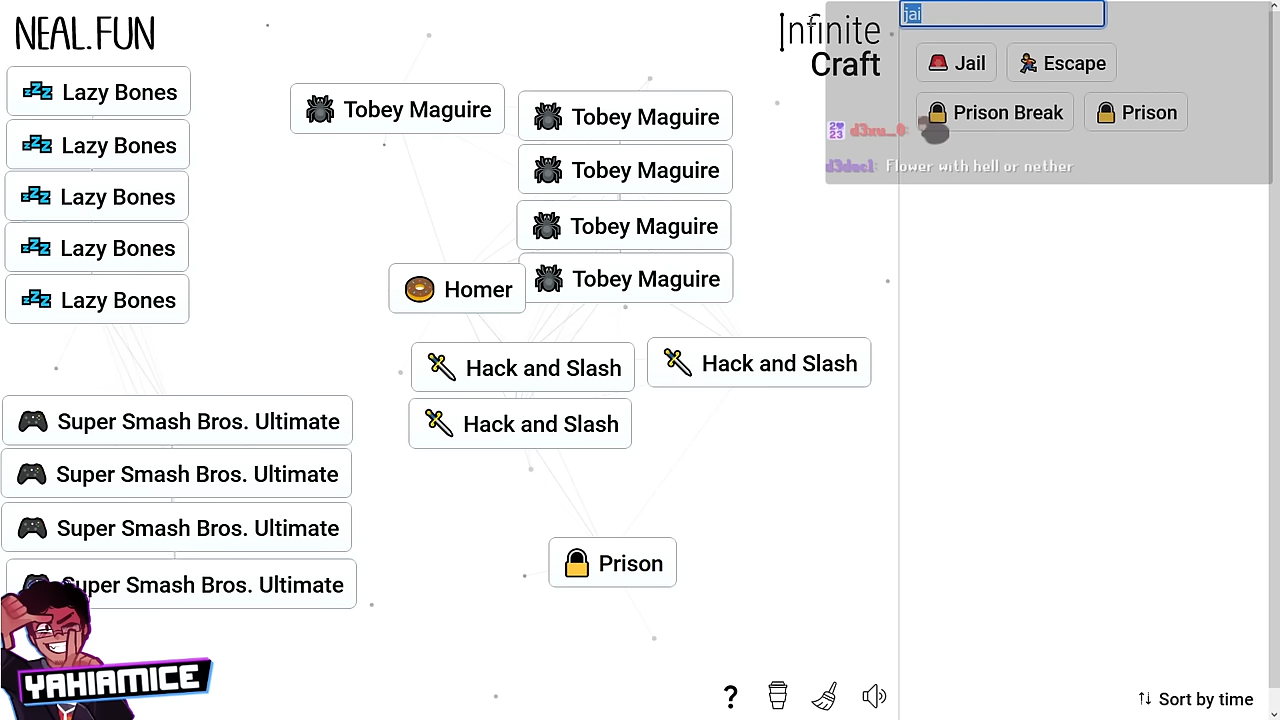 NEAL.FUN
Infinite
Craft
Lazy Bones
Lazy Bones
Lazy Bones
Lazy Bones
Lazy Bones
Tobey Maguire
Tobey Maguire
Tobey Maguire
Tobey Maguire
Tobey Maguire
Homer
Hack and Slash
Hack and Slash
Hack and Slash
Super Smash Bros. Ultimate
Super Smash Bros. Ultimate
Super Smash Bros. Ultimate
Super Smash Bros. Ultimate
Prison
YAHIAMICE
?
jai
Jail
Escape
Prison Break
Prison
Flower with hell or nether
Sort by time